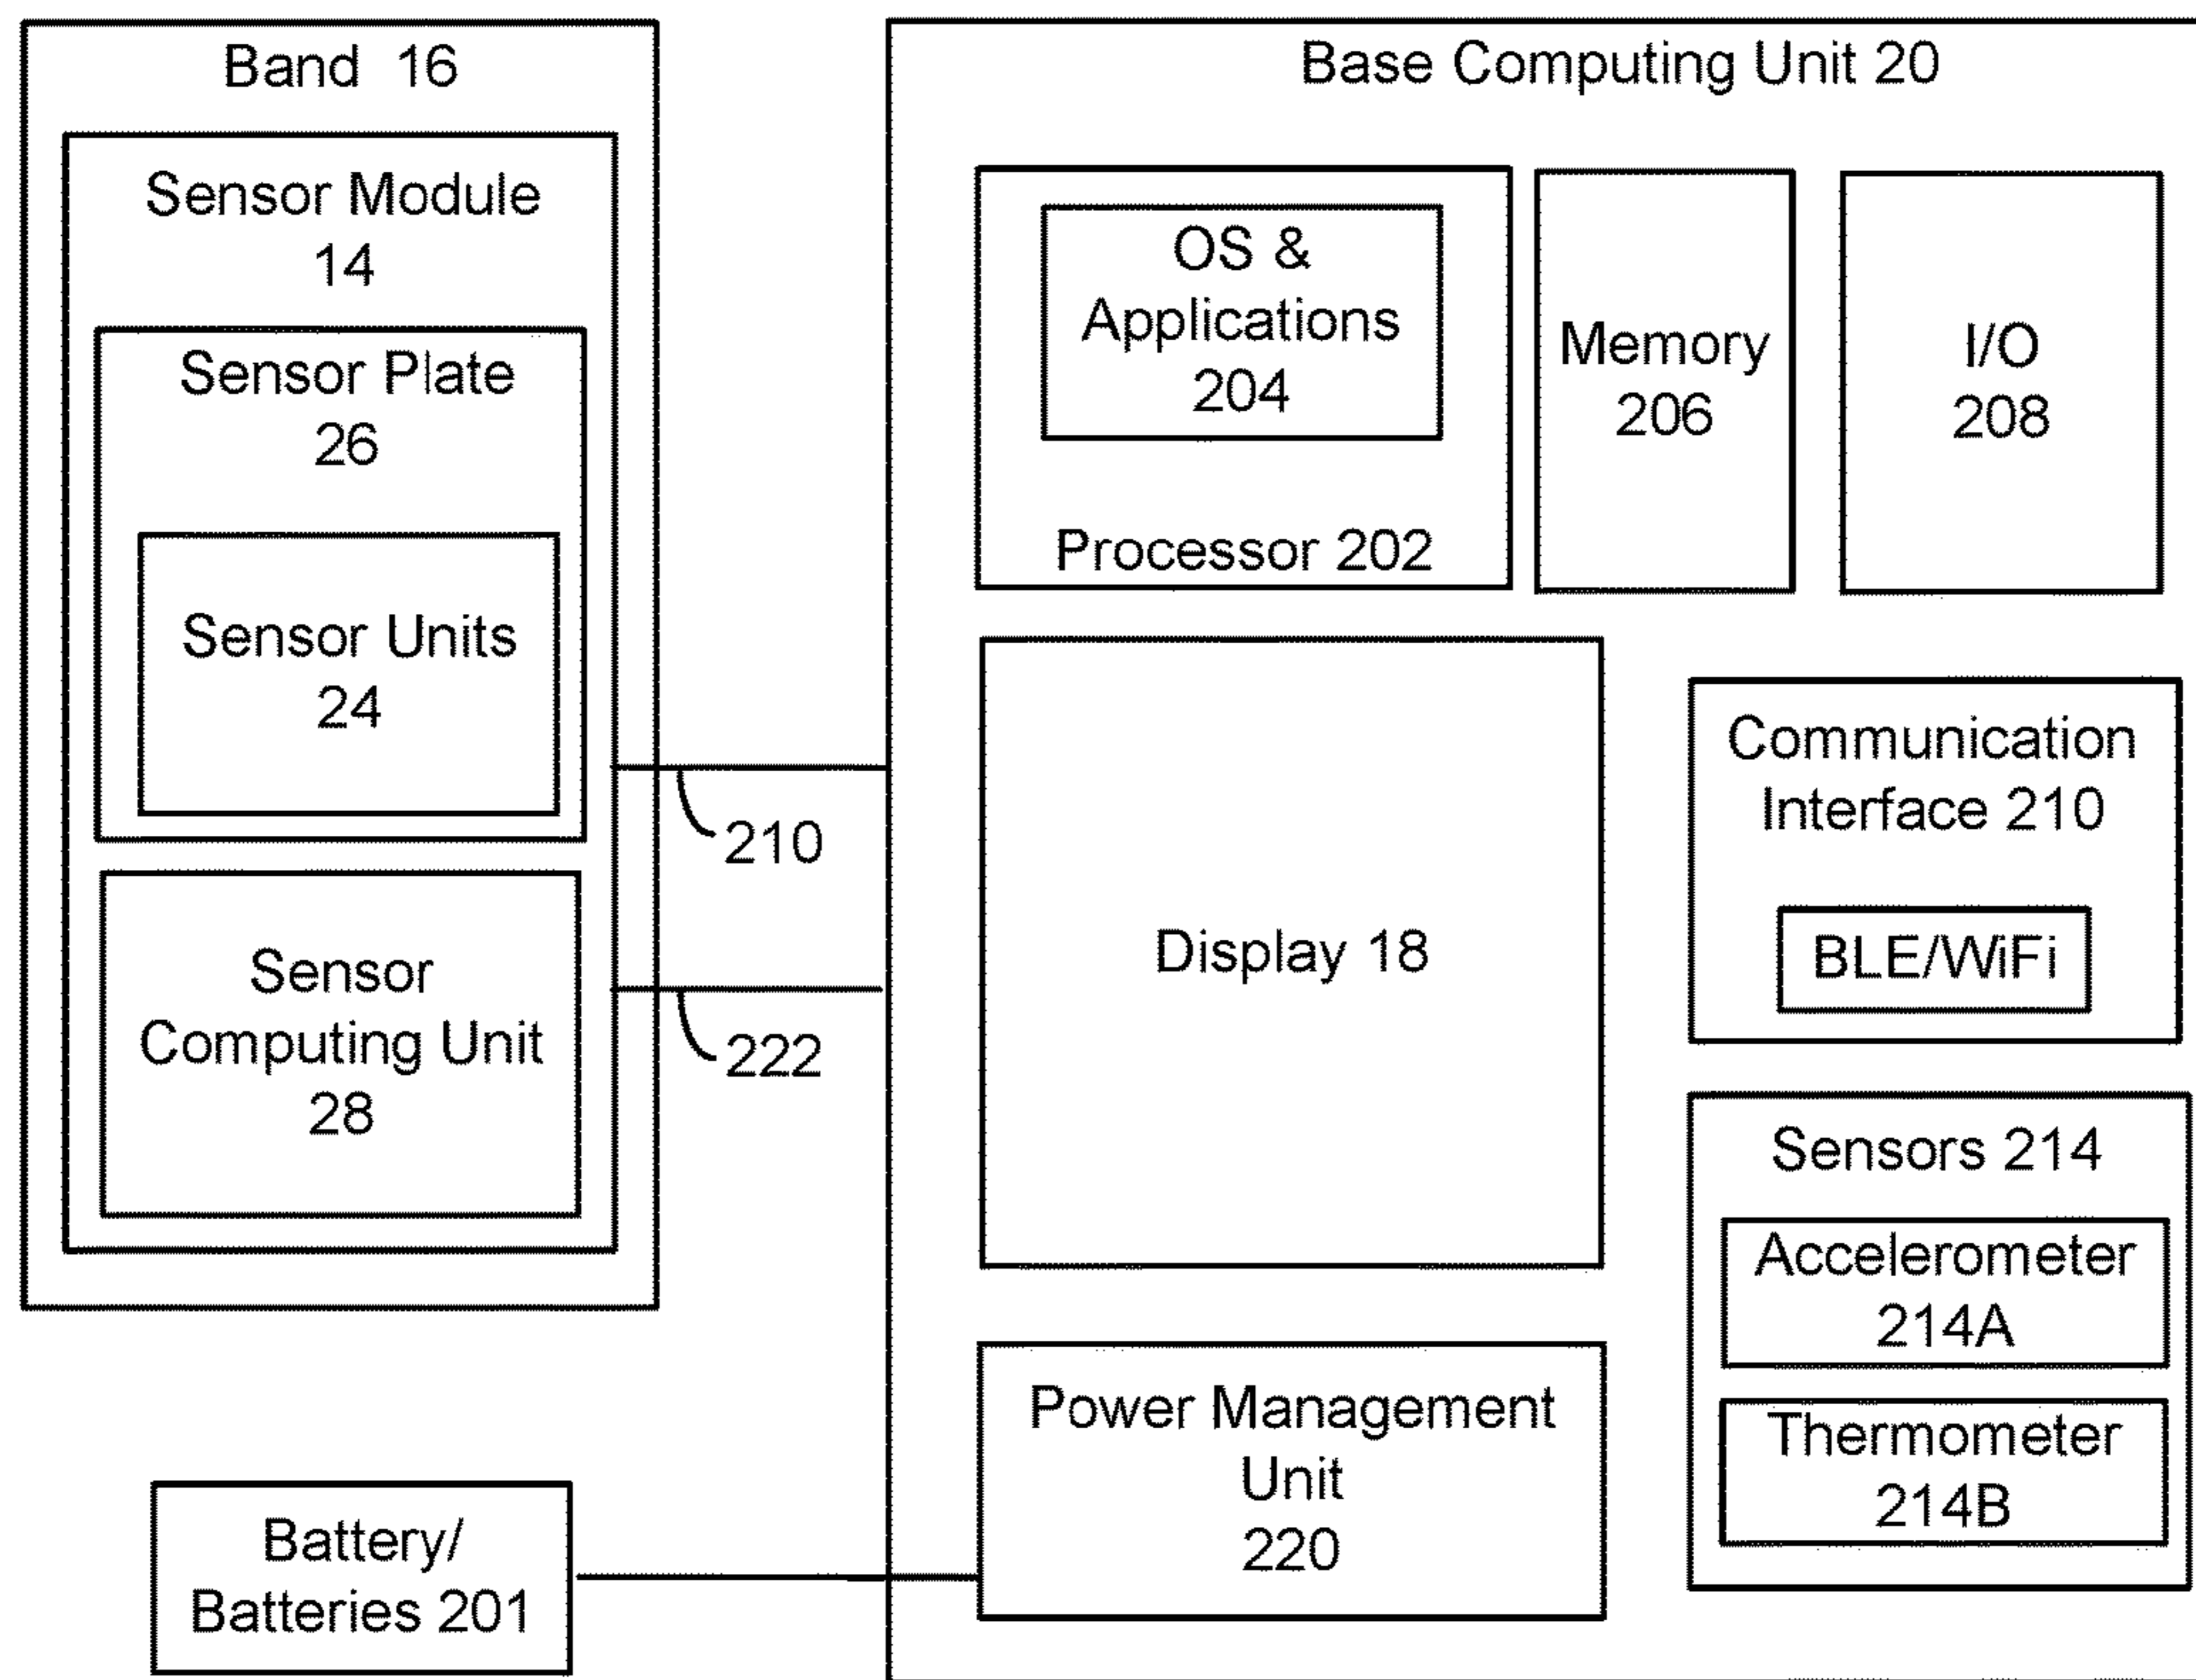 Band 16
Sensor Module
14
Sensor Plate
26
Sensor Units
24
Sensor
Computing Unit
28
210
222
Battery/
Batteries 201
Base Computing Unit 20
OS &
Applications
204
Processor 202
Memory
206
I/O
208
Display 18
Communication
Interface 210
BLE/WiFi
Sensors 214
Accelerometer
214A
Thermometer
214B
Power Management
Unit
220